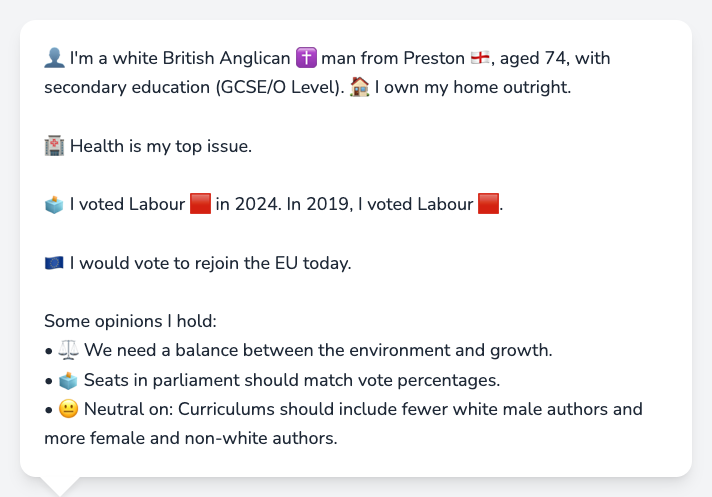 👤 I'm a white British Anglican ✝️ man from Preston 🏴󠁧󠁢󠁥󠁮󠁧󠁿, aged 74, with
secondary education (GCSE/O Level). 🏠 I own my home outright.
🏥 Health is my top issue.
🗳️ I voted Labour 🟥 in 2024. In 2019, I voted Labour 🟥.
🇪🇺 I would vote to rejoin the EU today.
Some opinions I hold:
• ⚖️ We need a balance between the environment and growth.
• 🗳️ Seats in parliament should match vote percentages.
• 😐 Neutral on: Curriculums should include fewer white male authors and
more female and non-white authors.